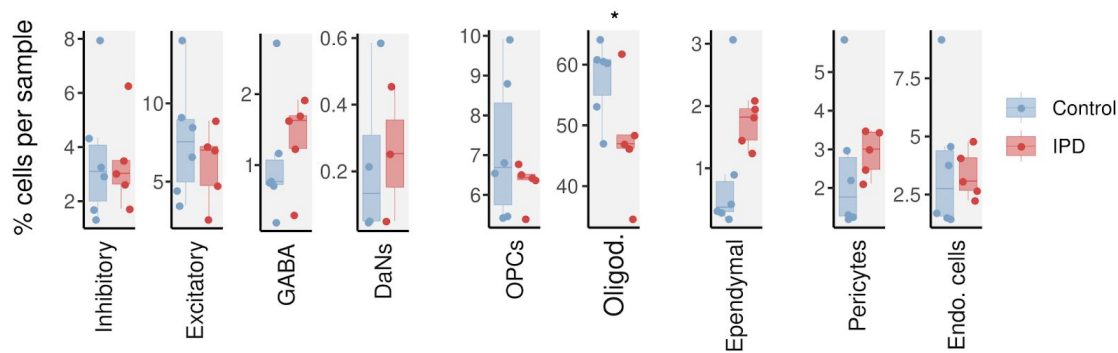 % cells per sample
8
6
4
2
Inhibitory
10
5
Excitatory
2
1
GABA
0.6
0.4
0.2
DaNs
10
9
8
7
6
OPCs
*
60
50
40
Oligod.
3
2
1
Ependymal
5
4
3
2
Pericytes
7.5
5.0
2.5
Endo. cells
Control
IPD